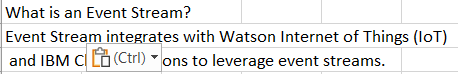 What is an Event Stream?
Event Stream integrates with Watson Internet of Things (IoT)
and IBM Cl (Ctrl) ons to leverage event streams.